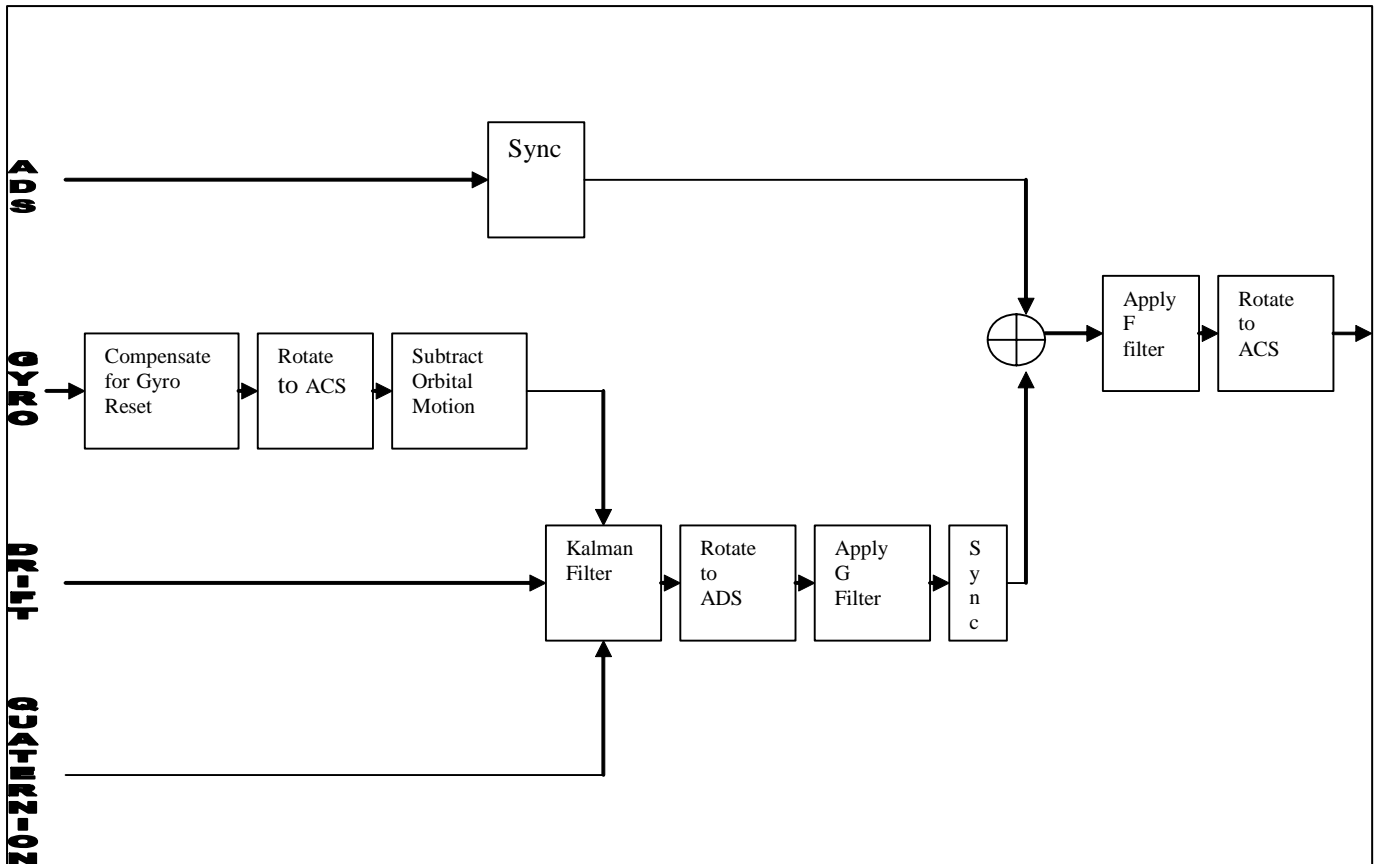 ADS
Sync
GYRO
Compensate
for Gyro
Reset
Rotate
to ACS
Subtract
Orbital
Motion
Apply
F
filter
Rotate
to
ACS
DRIFT
Kalman
Filter
Rotate
to
ADS
Apply
G
Filter
Sync
QUATERNION